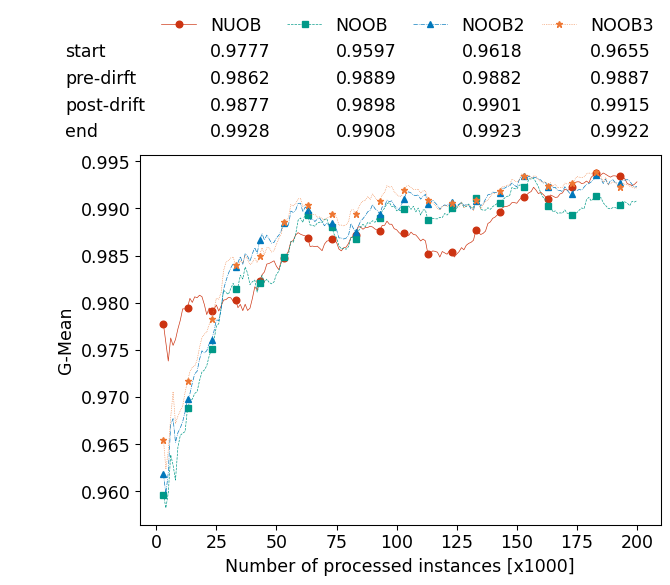 NUOB NOOB NOOB2 NOOB3
start 0.9777 0.9597 0.9618 0.9655
pre-dirft 0.9862 0.9889 0.9882 0.9887
post-drift 0.9877 0.9898 0.9901 0.9915
end 0.9928 0.9908 0.9923 0.9922
0.995
0.990
0.985
0.980
0.975
0.970
0.965
0.960
G-Mean
0 25 50 75 100 125 150 175 200
Number of processed instances [x1000]